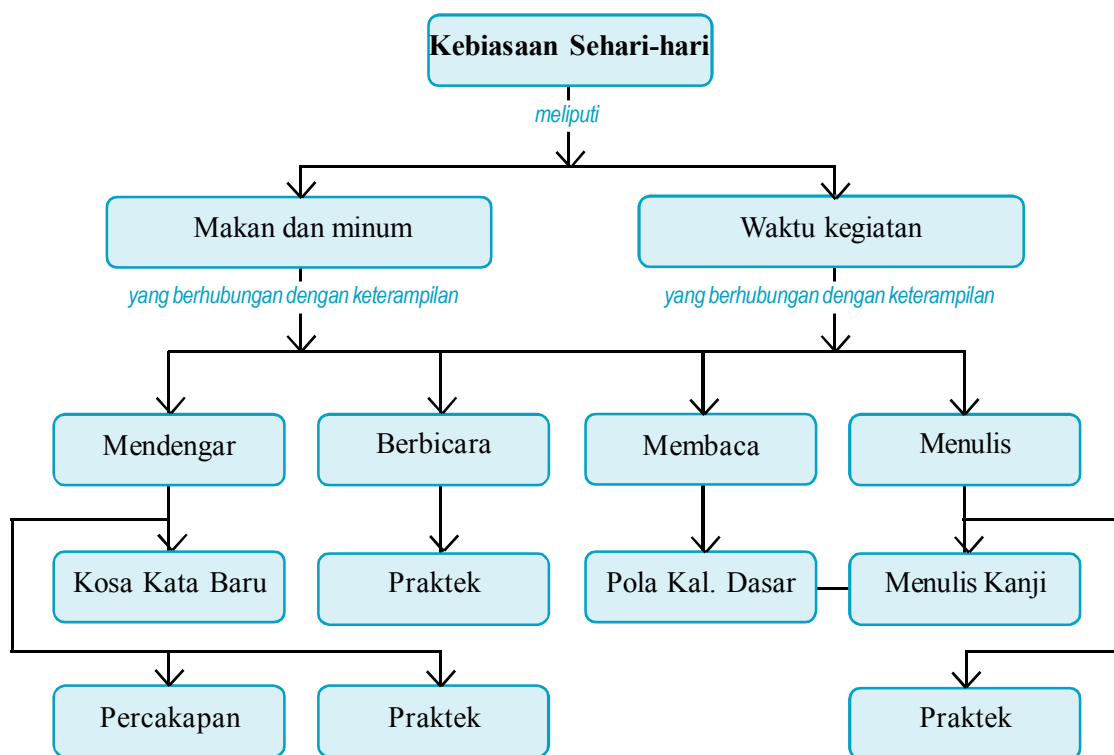 Kebiasaan Sehari-hari
meliputi
Makan dan minum
Waktu kegiatan
yang berhubungan dengan keterampilan
yang berhubungan dengan keterampilan
Mendengar
Berbicara
Membaca
Menulis
Kosa Kata Baru
Praktek
Pola Kal. Dasar
Menulis Kanji
Percakapan
Praktek
Praktek